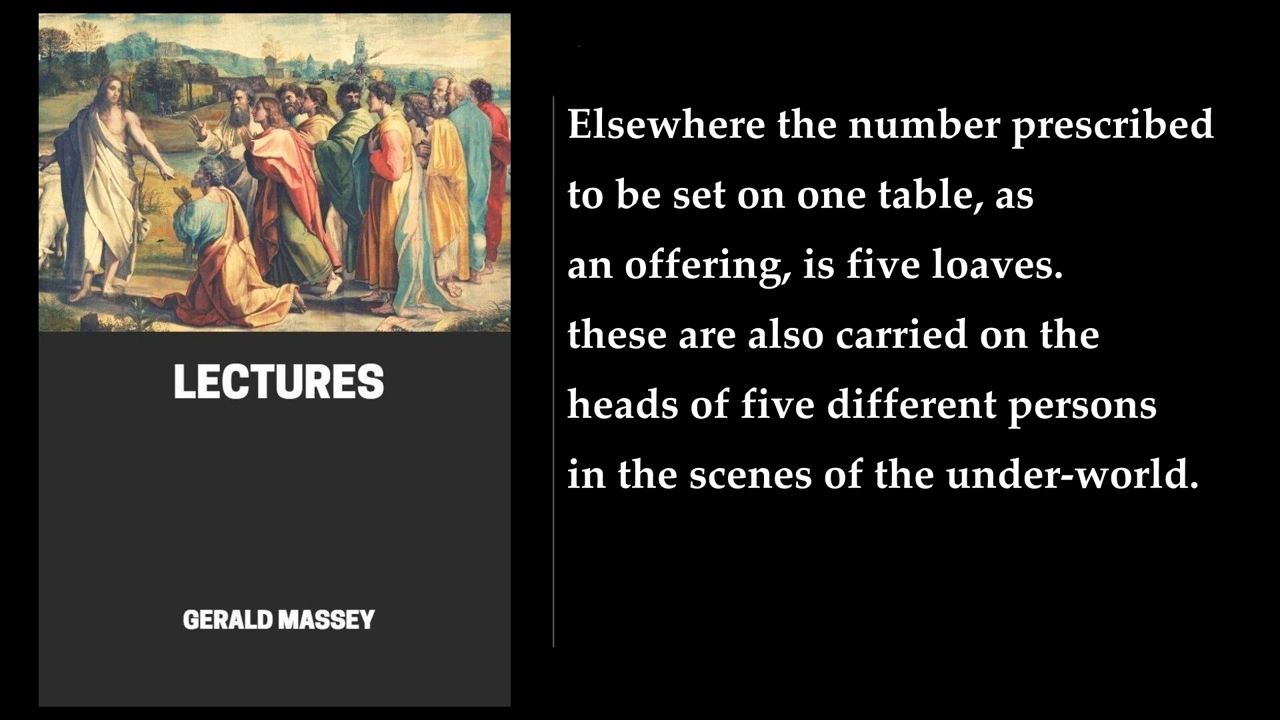 LECTURES
GERALD MASSEY
Elsewhere the number prescribed
to be set on one table, as
an offering, is five loaves.
these are also carried on the
heads of five different persons
in the scenes of the under-world.